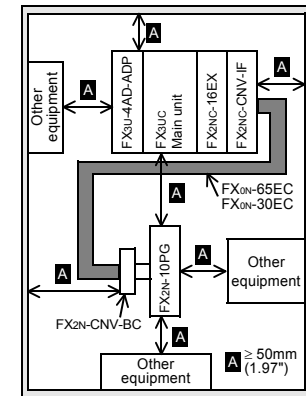 A
Other
equipment
A
FX3U-4AD-ADP
FX3UC
Main unit
FX2NC-16EX
FX2NC-CNV-IF
A
A
FX0N-65EC
FX0N-30EC
A
FX2N-10PG
A
Other
equipment
FX2N-CNV-BC
A
Other
equipment
A ≥ 50mm
(1.97")